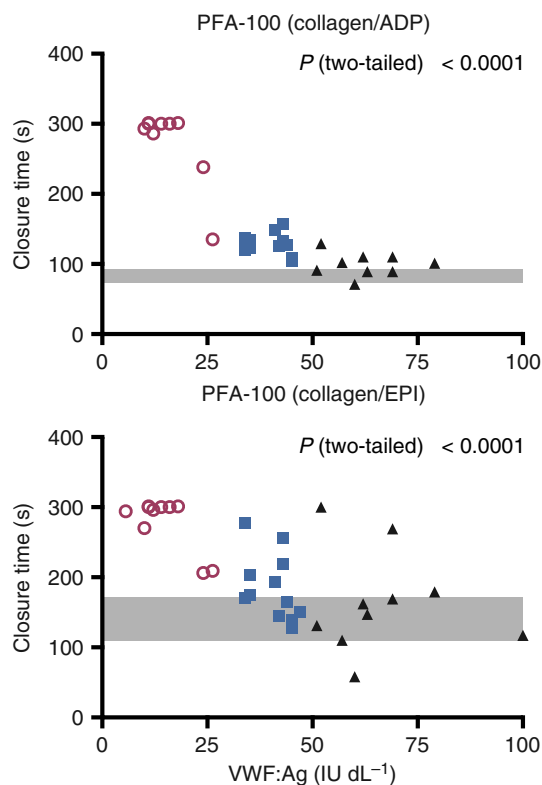 PFA-100 (collagen/ADP)
P (two-tailed) < 0.0001
Closure time (s)
400
300
200
100
0
0 25 50 75 100
PFA-100 (collagen/EPI)
P (two-tailed) < 0.0001
Closure time (s)
400
300
200
100
0
0 25 50 75 100
VWF:Ag (IU dL⁻¹)